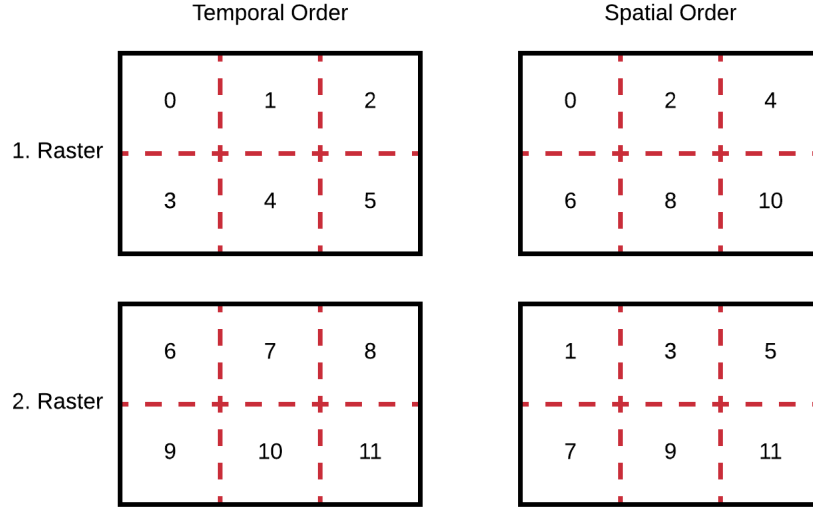 Temporal Order Spatial Order
0 1 2 0 2 4
1. Raster
3 4 5 6 8 10
6 7 8 1 3 5
2. Raster
9 10 11 7 9 11